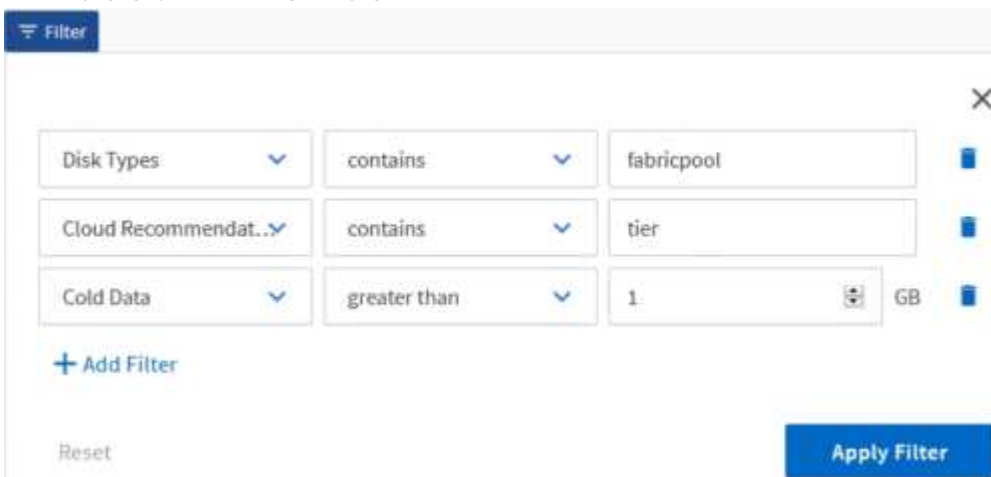 Filter
Disk Types contains fabricpool
Cloud Recommendat... contains tier
Cold Data greater than 1 GB
+ Add Filter
Reset Apply Filter